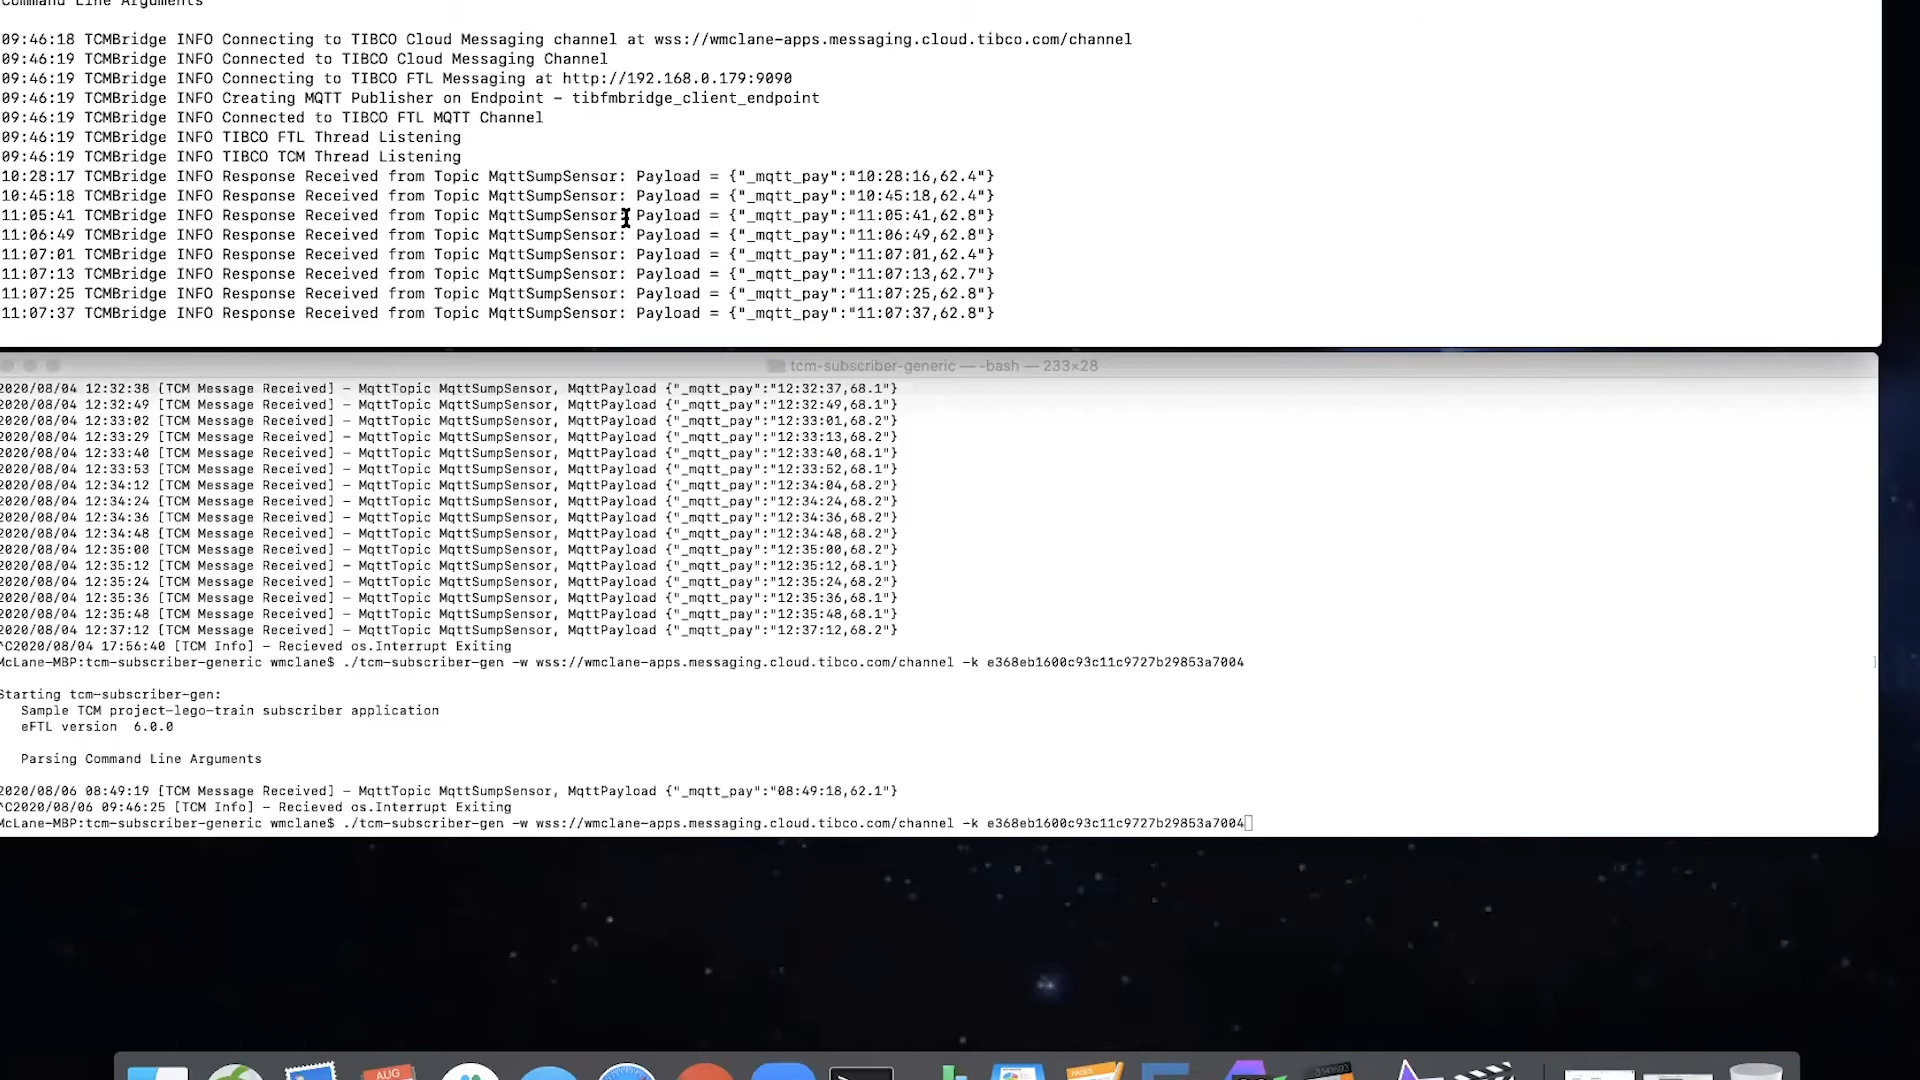 Command Line Arguments
09:46:18 TCMBridge INFO Connecting to TIBCO Cloud Messaging channel at wss://wmclane-apps.messaging.cloud.tibco.com/channel
09:46:19 TCMBridge INFO Connected to TIBCO Cloud Messaging Channel
09:46:19 TCMBridge INFO Connecting to TIBCO FTL Messaging at http://192.168.0.179:9090
09:46:19 TCMBridge INFO Creating MQTT Publisher on Endpoint – tibfmbridge_client_endpoint
09:46:19 TCMBridge INFO Connected to TIBCO FTL MQTT Channel
09:46:19 TCMBridge INFO TIBCO FTL Thread Listening
09:46:19 TCMBridge INFO TIBCO TCM Thread Listening
10:28:17 TCMBridge INFO Response Received from Topic MqttSumpSensor: Payload = {"_mqtt_pay":"10:28:16,62.4"}
10:45:18 TCMBridge INFO Response Received from Topic MqttSumpSensor: Payload = {"_mqtt_pay":"10:45:18,62.4"}
11:05:41 TCMBridge INFO Response Received from Topic MqttSumpSensor: Payload = {"_mqtt_pay":"11:05:41,62.8"}
11:06:49 TCMBridge INFO Response Received from Topic MqttSumpSensor: Payload = {"_mqtt_pay":"11:06:49,62.8"}
11:07:01 TCMBridge INFO Response Received from Topic MqttSumpSensor: Payload = {"_mqtt_pay":"11:07:01,62.4"}
11:07:13 TCMBridge INFO Response Received from Topic MqttSumpSensor: Payload = {"_mqtt_pay":"11:07:13,62.7"}
11:07:25 TCMBridge INFO Response Received from Topic MqttSumpSensor: Payload = {"_mqtt_pay":"11:07:25,62.8"}
11:07:37 TCMBridge INFO Response Received from Topic MqttSumpSensor: Payload = {"_mqtt_pay":"11:07:37,62.8"}
tcm-subscriber-generic — -bash — 233×28
2020/08/04 12:32:38 [TCM Message Received] – MqttTopic MqttSumpSensor, MqttPayload {"_mqtt_pay":"12:32:37,68.1"}
2020/08/04 12:32:49 [TCM Message Received] – MqttTopic MqttSumpSensor, MqttPayload {"_mqtt_pay":"12:32:49,68.1"}
2020/08/04 12:33:02 [TCM Message Received] – MqttTopic MqttSumpSensor, MqttPayload {"_mqtt_pay":"12:33:01,68.2"}
2020/08/04 12:33:29 [TCM Message Received] – MqttTopic MqttSumpSensor, MqttPayload {"_mqtt_pay":"12:33:13,68.2"}
2020/08/04 12:33:40 [TCM Message Received] – MqttTopic MqttSumpSensor, MqttPayload {"_mqtt_pay":"12:33:40,68.1"}
2020/08/04 12:33:53 [TCM Message Received] – MqttTopic MqttSumpSensor, MqttPayload {"_mqtt_pay":"12:33:52,68.1"}
2020/08/04 12:34:12 [TCM Message Received] – MqttTopic MqttSumpSensor, MqttPayload {"_mqtt_pay":"12:34:04,68.2"}
2020/08/04 12:34:24 [TCM Message Received] – MqttTopic MqttSumpSensor, MqttPayload {"_mqtt_pay":"12:34:24,68.2"}
2020/08/04 12:34:36 [TCM Message Received] – MqttTopic MqttSumpSensor, MqttPayload {"_mqtt_pay":"12:34:36,68.2"}
2020/08/04 12:34:48 [TCM Message Received] – MqttTopic MqttSumpSensor, MqttPayload {"_mqtt_pay":"12:34:48,68.2"}
2020/08/04 12:35:00 [TCM Message Received] – MqttTopic MqttSumpSensor, MqttPayload {"_mqtt_pay":"12:35:00,68.2"}
2020/08/04 12:35:12 [TCM Message Received] – MqttTopic MqttSumpSensor, MqttPayload {"_mqtt_pay":"12:35:12,68.1"}
2020/08/04 12:35:24 [TCM Message Received] – MqttTopic MqttSumpSensor, MqttPayload {"_mqtt_pay":"12:35:24,68.2"}
2020/08/04 12:35:36 [TCM Message Received] – MqttTopic MqttSumpSensor, MqttPayload {"_mqtt_pay":"12:35:36,68.1"}
2020/08/04 12:35:48 [TCM Message Received] – MqttTopic MqttSumpSensor, MqttPayload {"_mqtt_pay":"12:35:48,68.1"}
2020/08/04 12:37:12 [TCM Message Received] – MqttTopic MqttSumpSensor, MqttPayload {"_mqtt_pay":"12:37:12,68.2"}
^C2020/08/04 17:56:40 [TCM Info] – Recieved os.Interrupt Exiting
McLane-MBP:tcm-subscriber-generic wmclane$ ./tcm-subscriber-gen -w wss://wmclane-apps.messaging.cloud.tibco.com/channel -k e368eb1600c93c11c9727b29853a7004
Starting tcm-subscriber-gen:
Sample TCM project-lego-train subscriber application
eFTL version 6.0.0
Parsing Command Line Arguments
2020/08/06 08:49:19 [TCM Message Received] – MqttTopic MqttSumpSensor, MqttPayload {"_mqtt_pay":"08:49:18,62.1"}
^C2020/08/06 09:46:25 [TCM Info] – Recieved os.Interrupt Exiting
McLane-MBP:tcm-subscriber-generic wmclane$ ./tcm-subscriber-gen -w wss://wmclane-apps.messaging.cloud.tibco.com/channel -k e368eb1600c93c11c9727b29853a7004
AUG
PAGES